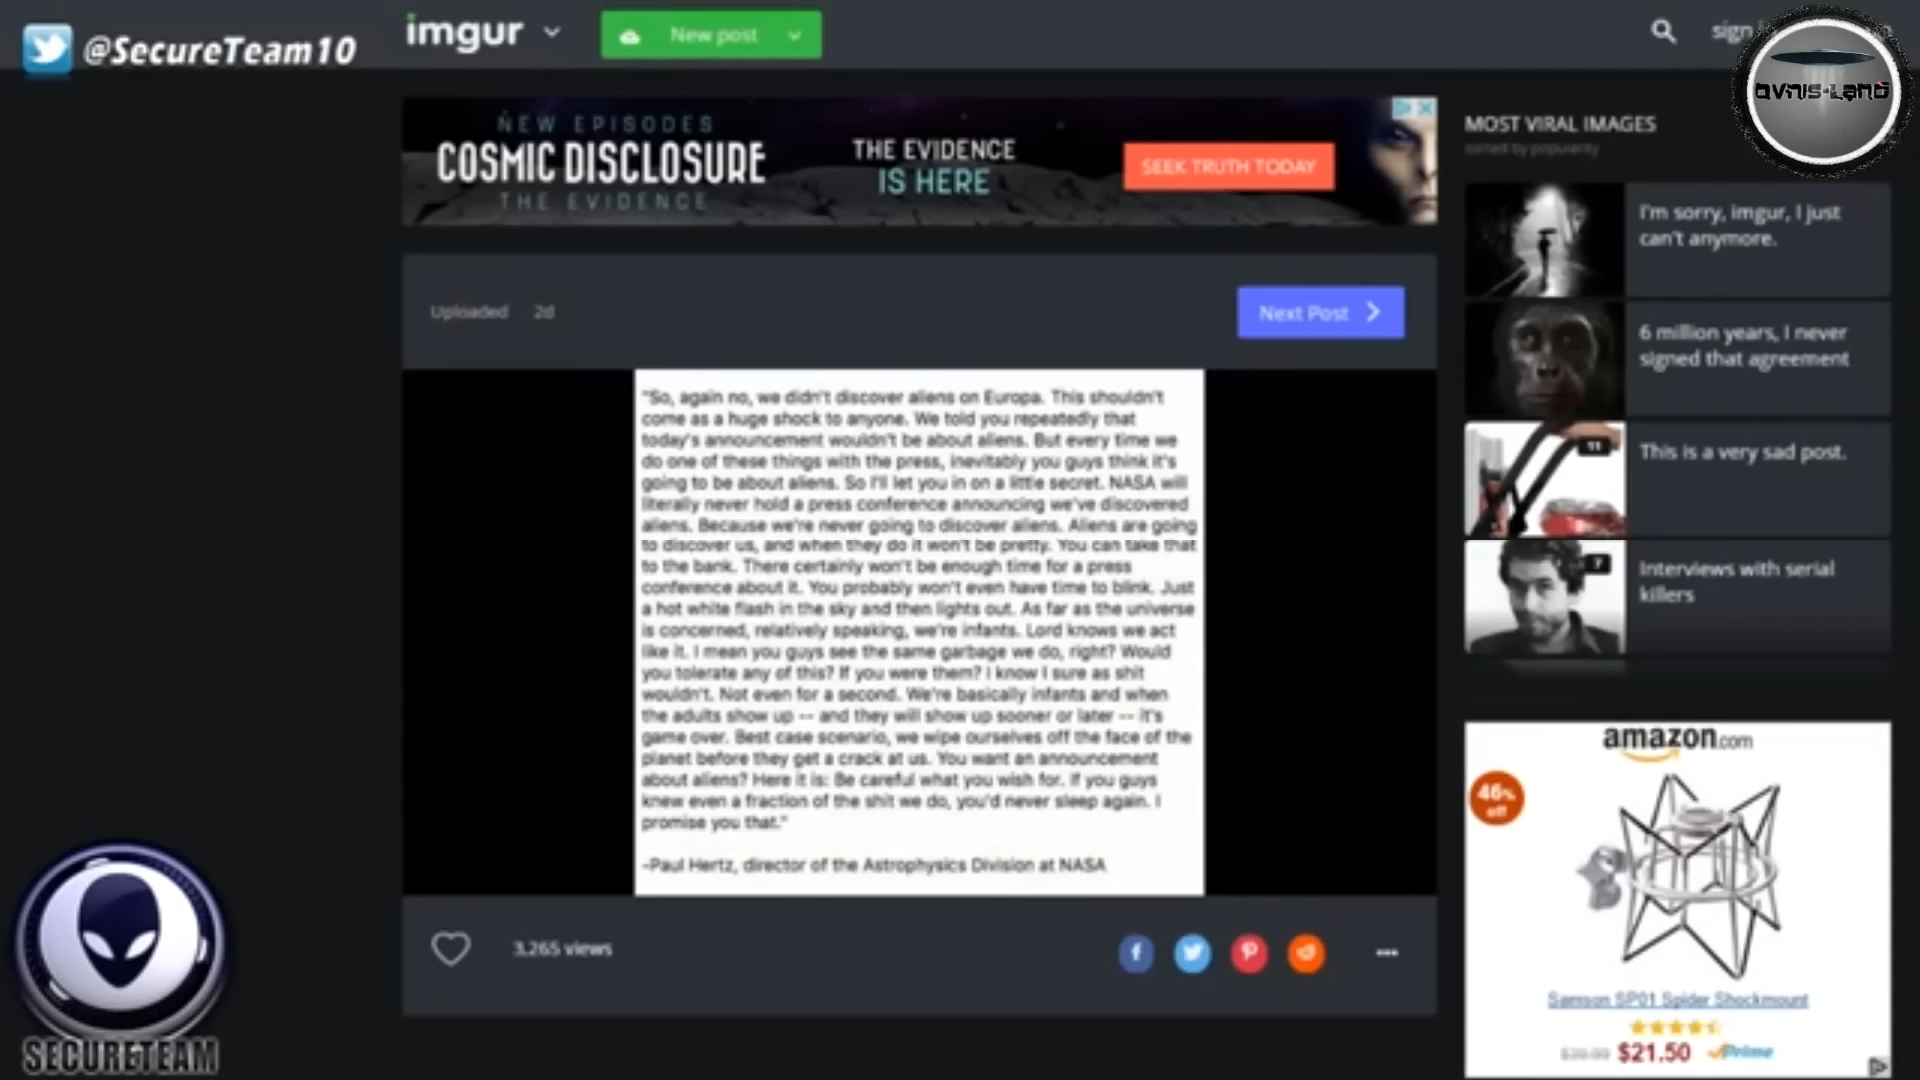 @SecureTeam10
imgur
New post
NEW EPISODES
COSMIC DISCLOSURE
THE EVIDENCE
THE EVIDENCE
IS HERE
SEEK TRUTH TODAY
OVNIS-LAND
MOST VIRAL IMAGES
sorted by popularity
I'm sorry, imgur, I just
can't anymore.
6 million years, I never
signed that agreement
11
This is a very sad post.
7
Interviews with serial
killers
Uploaded 2d
Next Post
"So, again no, we didn't discover aliens on Europa. This shouldn't
come as a huge shock to anyone. We told you repeatedly that
today's announcement wouldn't be about aliens. But every time we
do one of these things with the press, inevitably you guys think it's
going to be about aliens. So I'll let you in on a little secret. NASA will
literally never hold a press conference announcing we've discovered
aliens. Because we're never going to discover aliens. Aliens are going
to discover us, and when they do it won't be pretty. You can take that
to the bank. There certainly won't be enough time for a press
conference about it. You probably won't even have time to blink. Just
a hot white flash in the sky and then lights out. As far as the universe
is concerned, relatively speaking, we're infants. Lord knows we act
like it. I mean you guys see the same garbage we do, right? Would
you tolerate any of this? If you were them? I know I sure as shit
wouldn't. Not even for a second. We're basically infants and when
the adults show up -- and they will show up sooner or later -- it's
game over. Best case scenario, we wipe ourselves off the face of the
planet before they get a crack at us. You want an announcement
about aliens? Here it is: Be careful what you wish for. If you guys
knew even a fraction of the shit we do, you'd never sleep again. I
promise you that."
-Paul Hertz, director of the Astrophysics Division at NASA
3,265 views
amazon.com
46%
off
Samson SP01 Spider Shockmount
$21.50 Prime
SECURETEAM